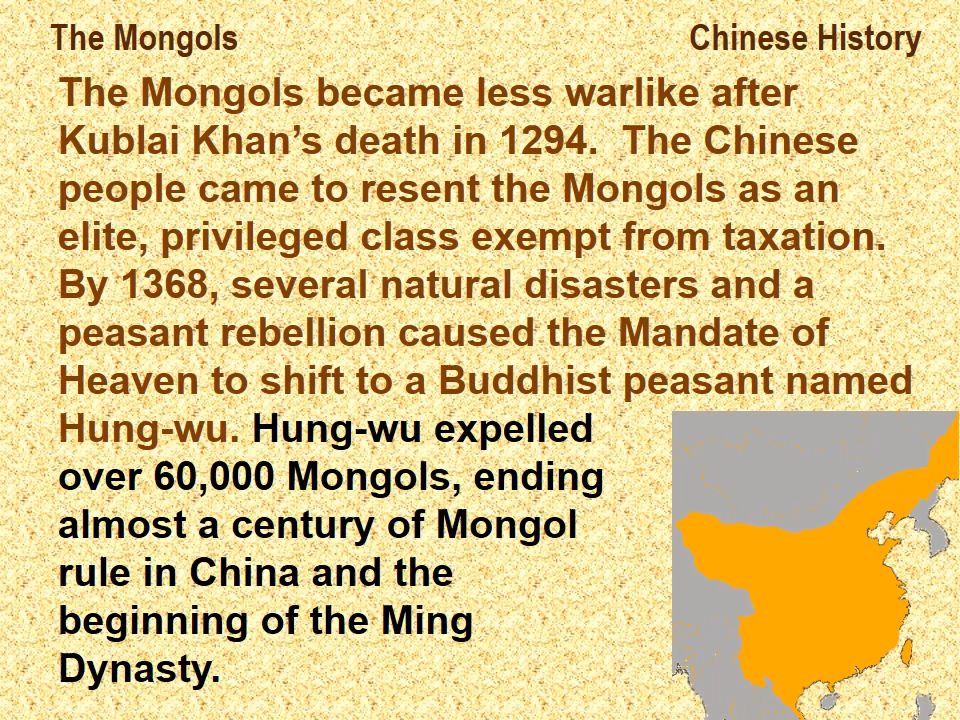 The Mongols
Chinese History
The Mongols became less warlike after
Kublai Khan’s death in 1294.  The Chinese
people came to resent the Mongols as an
elite, privileged class exempt from taxation.
By 1368, several natural disasters and a
peasant rebellion caused the Mandate of
Heaven to shift to a Buddhist peasant named
Hung-wu. Hung-wu expelled
over 60,000 Mongols, ending
almost a century of Mongol
rule in China and the
beginning of the Ming
Dynasty.